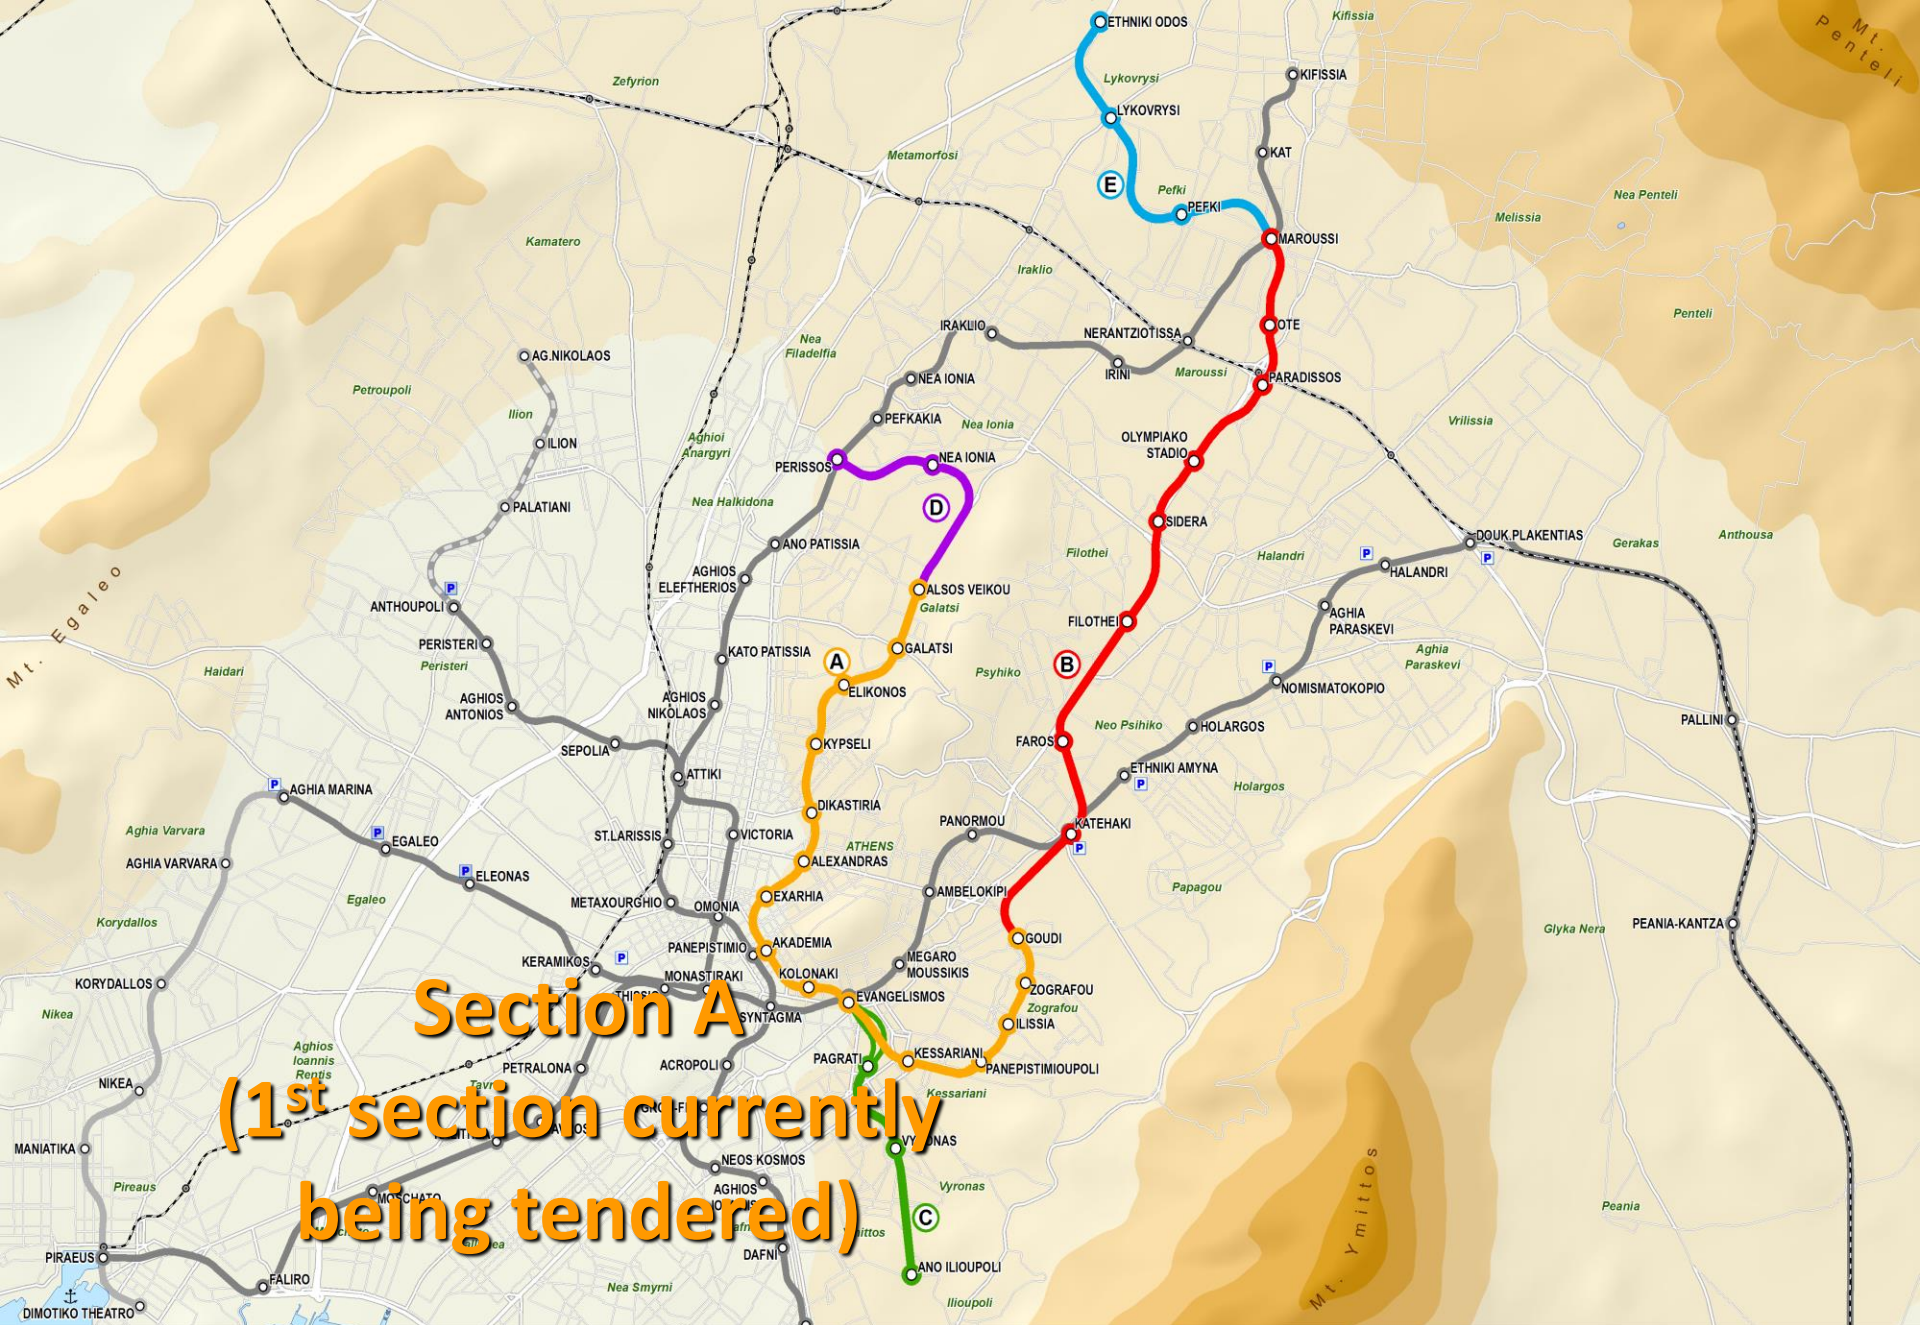 ETHNIKI ODOS
Kifissia
Mt. Penteli
KIFISSIA
Zefyrion
Lykovrysi
LYKOVRYSI
KAT
Metamorfosi
E
Pefki
PEFKI
Nea Penteli
Melissia
Kamatero
MAROUSSI
Iraklio
Penteli
IRAKLIO
NERANTZIOTISSA
OTE
Nea
Filadelfia
AG.NIKOLAOS
IRINI
Maroussi
PARADISSOS
NEA IONIA
Petroupoli
Ilion
PEFKAKIA
Nea Ionia
Vrilissia
ILION
Aghioi
Anargyri
OLYMPIAKO
STADIO
PERISSOS
NEA IONIA
Nea Halkidona
PALATIANI
D
SIDERA
DOUK.PLAKENTIAS
Anthousa
Gerakas
ANO PATISSIA
Filothei
Halandri
P
P
HALANDRI
AGHIOS
ELEFTHERIOS
Mt. Egaleo
P
ALSOS VEIKOU
Galatsi
ANTHOUPOLI
FILOTHEI
AGHIA
PARASKEVI
PERISTERI
Peristeri
KATO PATISSIA
GALATSI
A
B
Aghia
Paraskevi
P
Haidari
Psyhiko
ELIKONOS
NOMISMATOKOPIO
AGHIOS
ANTONIOS
AGHIOS
NIKOLAOS
Neo Psihiko
HOLARGOS
PALLINI
SEPOLIA
KYPSELI
FAROS
ATTIKI
ETHNIKI AMYNA
P
Holargos
P
AGHIA MARINA
DIKASTIRIA
Aghia Varvara
P
EGALEO
ST.LARISSIS
VICTORIA
PANORMOU
KATEHAKI
P
ATHENS
AGHIA VARVARA
ALEXANDRAS
P
ELEONAS
Egaleo
EXARHIA
AMBELOKIPI
Papagou
METAXOURGHIO
OMONIA
Korydallos
PEANIA-KANTZA
Glyka Nera
GOUDI
PANEPISTIMIO
AKADEMIA
KERAMIKOS
P
MEGARO
MOUSSIKIS
KORYDALLOS
MONASTIRAKI
KOLONAKI
THISSIO
EVANGELISMOS
ZOGRAFOU
Zografou
Section A
SYNTAGMA
Nikea
ILISSIA
Aghios
Ioannis
Rentis
PETRALONA
ACROPOLI
PAGRATI
KESSARIANI
PANEPISTIMIOUPOLI
NIKEA
Kessariani
(1st section currently
MANIATIKA
VYRONAS
NEOS KOSMOS
Pireaus
AGHIOS
Vyronas
MOSCHATO
being tendered)
C
Mt. Ymittos
Peania
PIRAEUS
DAFNI
ANO ILIOUPOLI
FALIRO
Nea Smyrni
Ilioupoli
DIMOTIKO THEATRO